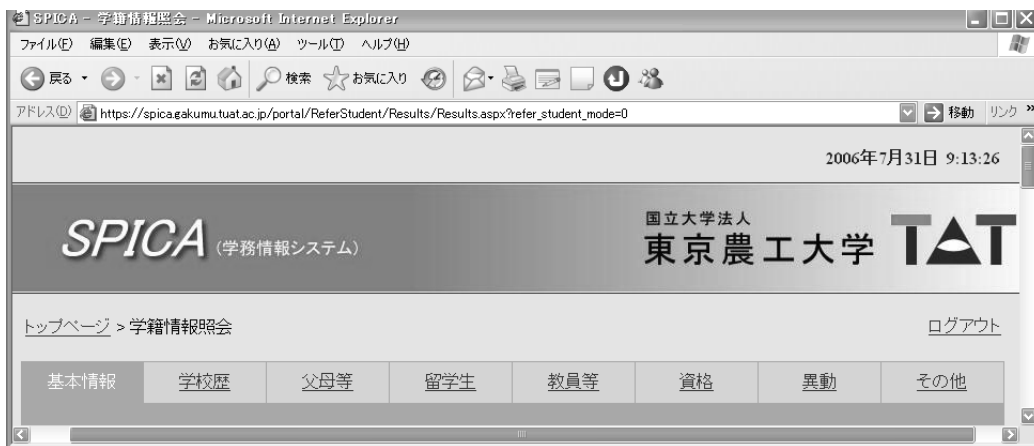 SPICA - 学籍情報照会 - Microsoft Internet Explorer
ファイル(F) 編集(E) 表示(V) お気に入り(A) ツール(T) ヘルプ(H)
戻る 検索 お気に入り
アドレス(D) https://spica.gakumu.tuat.ac.jp/portal/ReferStudent/Results/Results.aspx?refer_student_mode=0 移動 リンク »
2006年7月31日 9:13:26
SPICA (学務情報システム)
国立大学法人
東京農工大学 TAT
トップページ > 学籍情報照会 ログアウト
基本情報 学校歴 父母等 留学生 教員等 資格 異動 その他